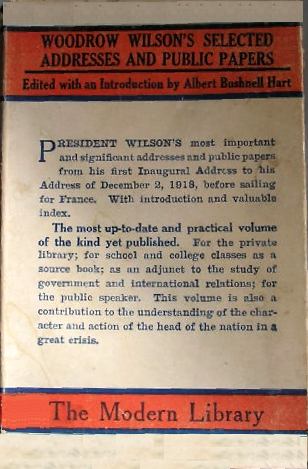 WOODROW WILSON'S SELECTED
ADDRESSES AND PUBLIC PAPERS
Edited with an Introduction by Albert Bushnell Hart
PRESIDENT WILSON'S most important
and significant addresses and public papers
from his first Inaugural Address to his
Address of December 2, 1918, before sailing
for France. With introduction and valuable
index.
The most up-to-date and practical volume
of the kind yet published. For the private
library; for school and college classes as a
source book; as an adjunct to the study of
government and international relations; for
the public speaker. This volume is also a
contribution to the understanding of the char-
acter and action of the head of the nation in a
great crisis.
The Modern Library